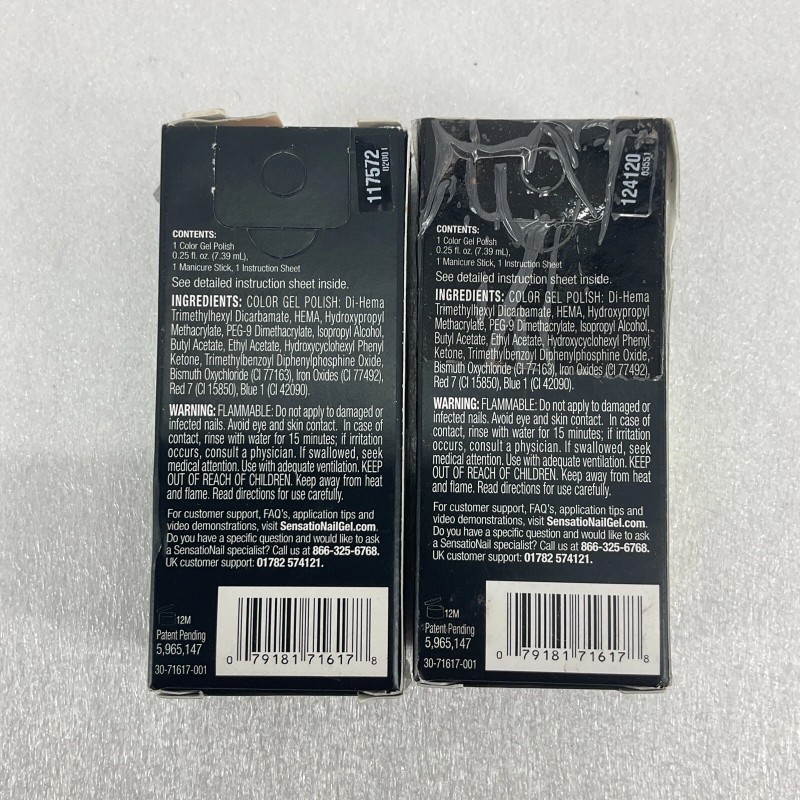 117572
02001
CONTENTS:
1 Color Gel Polish
0.25 fl. oz. (7.39 mL),
1 Manicure Stick, 1 Instruction Sheet
See detailed instruction sheet inside.
INGREDIENTS: COLOR GEL POLISH: Di-Hema
Trimethylhexyl Dicarbamate, HEMA, Hydroxypropyl
Methacrylate, PEG-9 Dimethacrylate, Isopropyl Alcohol,
Butyl Acetate, Ethyl Acetate, Hydroxycyclohexyl Phenyl
Ketone, Trimethylbenzoyl Diphenylphosphine Oxide,
Bismuth Oxychloride (CI 77163), Iron Oxides (CI 77492),
Red 7 (CI 15850), Blue 1 (CI 42090).
WARNING: FLAMMABLE: Do not apply to damaged or
infected nails. Avoid eye and skin contact. In case of
contact, rinse with water for 15 minutes; if irritation
occurs, consult a physician. If swallowed, seek
medical attention. Use with adequate ventilation. KEEP
OUT OF REACH OF CHILDREN. Keep away from heat
and flame. Read directions for use carefully.
For customer support, FAQ's, application tips and
video demonstrations, visit SensatioNailGel.com.
Do you have a specific question and would like to ask
a SensatioNail specialist? Call us at 866-325-6768.
UK customer support: 01782 574121.
12M
Patent Pending
5,965,147
30-71617-001
0 79181 71617 8
124120
03551
CONTENTS:
1 Color Gel Polish
0.25 fl. oz. (7.39 mL),
1 Manicure Stick, 1 Instruction Sheet
See detailed instruction sheet inside.
INGREDIENTS: COLOR GEL POLISH: Di-Hema
Trimethylhexyl Dicarbamate, HEMA, Hydroxypropyl
Methacrylate, PEG-9 Dimethacrylate, Isopropyl Alcohol,
Butyl Acetate, Ethyl Acetate, Hydroxycyclohexyl Phenyl
Ketone, Trimethylbenzoyl Diphenylphosphine Oxide,
Bismuth Oxychloride (CI 77163), Iron Oxides (CI 77492),
Red 7 (CI 15850), Blue 1 (CI 42090).
WARNING: FLAMMABLE: Do not apply to damaged or
infected nails. Avoid eye and skin contact. In case of
contact, rinse with water for 15 minutes; if irritation
occurs, consult a physician. If swallowed, seek
medical attention. Use with adequate ventilation. KEEP
OUT OF REACH OF CHILDREN. Keep away from heat
and flame. Read directions for use carefully.
For customer support, FAQ's, application tips and
video demonstrations, visit SensatioNailGel.com.
Do you have a specific question and would like to ask
a SensatioNail specialist? Call us at 866-325-6768.
UK customer support: 01782 574121.
12M
Patent Pending
5,965,147
30-71617-001
0 79181 71617 8